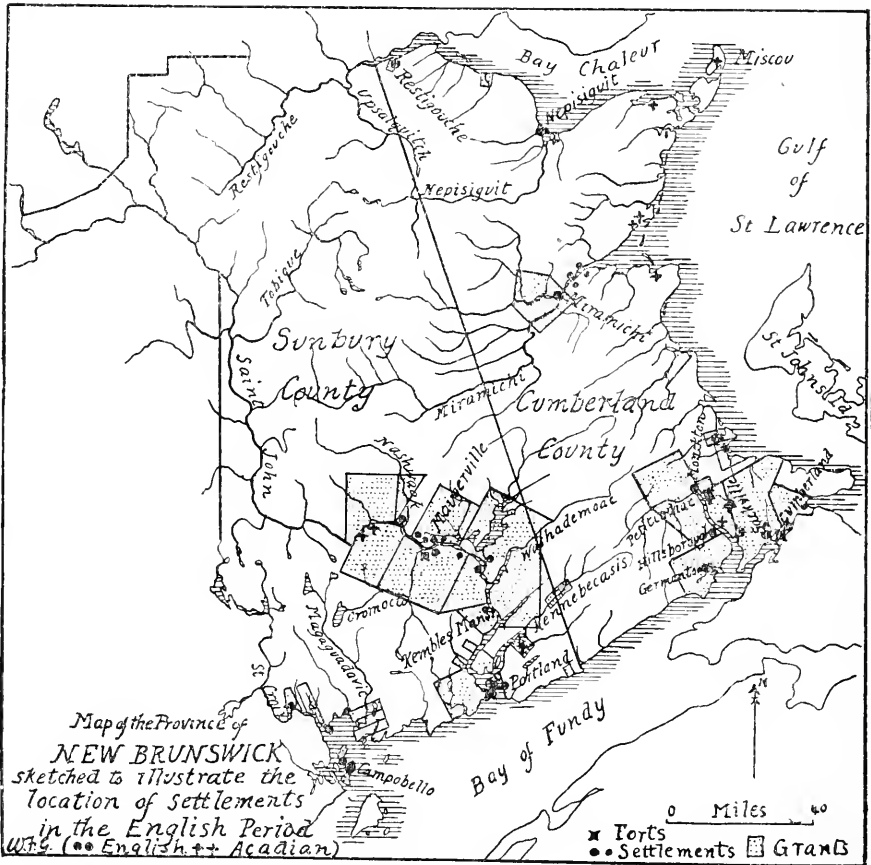 Bay Chaleur
Miscou
Restigouche
Nepisiguit
Upsalquitch
Restigouche
Gulf
of
St Lawrence
Nepisiguit
Tobique
Miramichi
St Johns Isla
Sunbury
County
Saint
John
Miramichi
Cumberland
County
Nashwaak
Maugerville
Monckton
Sackville
Cumberland
Washademoac
Petitcodiac
Hillsboro
Germantown
Oromocto
Kennebecasis
Kembles Manor
Magaguadavic
Portland
St Croix
Bay of Fundy
Campobello
N
Map of the Province of
NEW BRUNSWICK
sketched to illustrate the
location of settlements
in the English Period
W.F.G. (●● English ++ Acadian)
0 Miles 40
× Forts
●• Settlements Grants